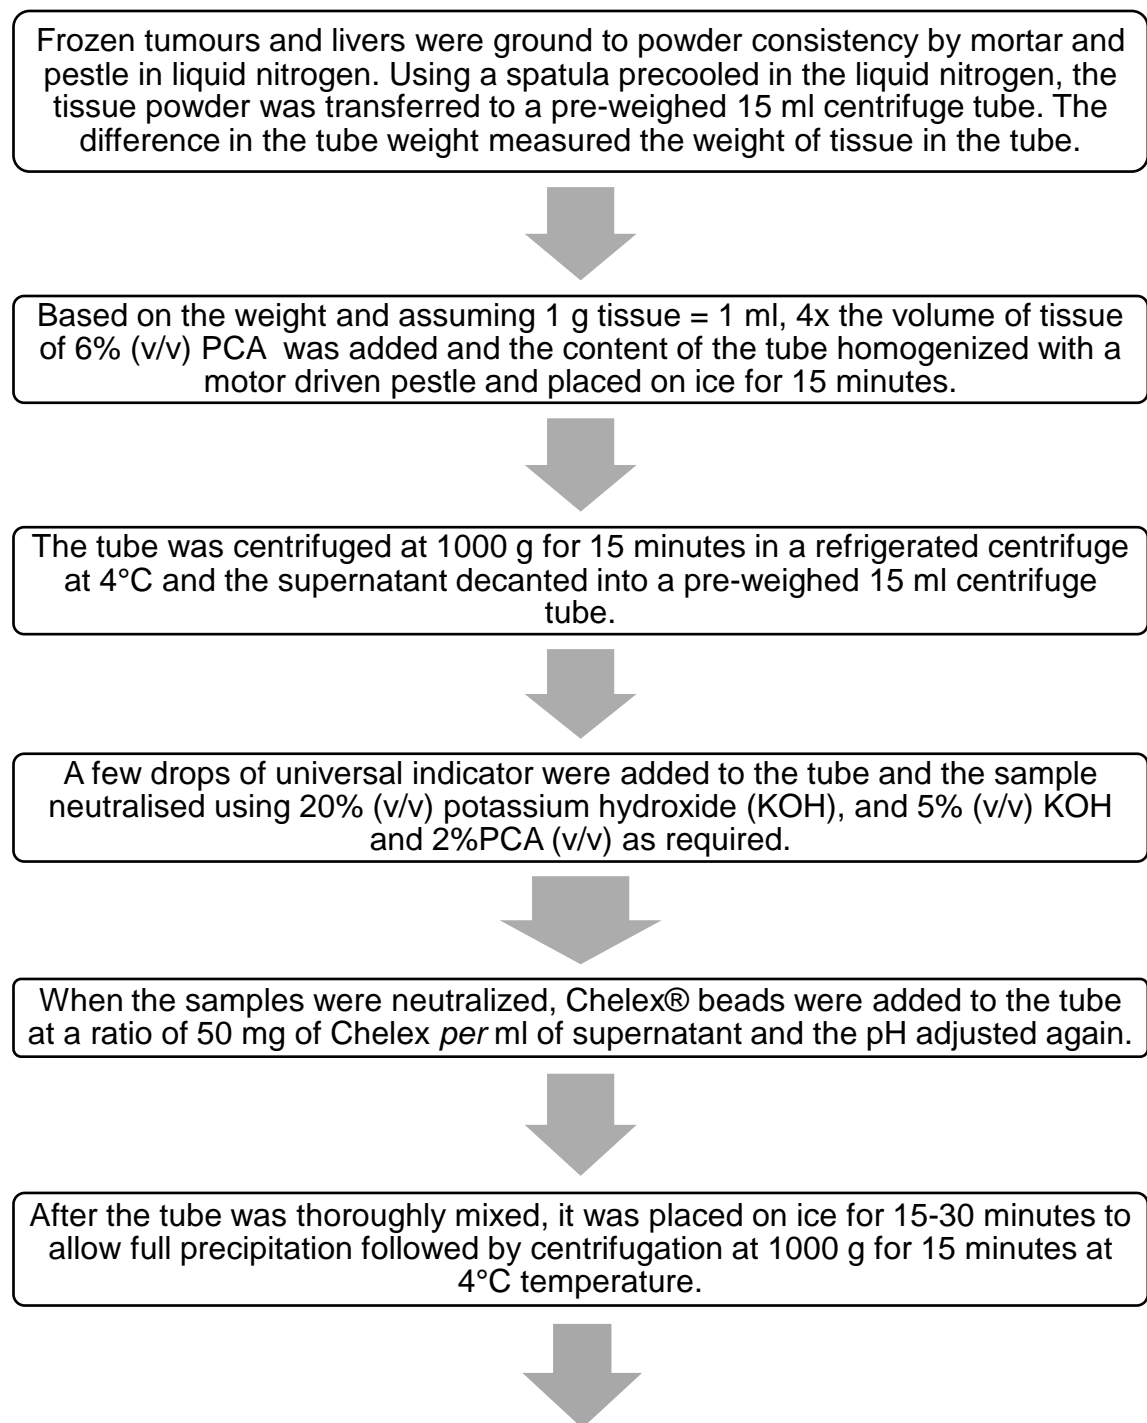 Frozen tumours and livers were ground to powder consistency by mortar and
pestle in liquid nitrogen. Using a spatula precooled in the liquid nitrogen, the
tissue powder was transferred to a pre-weighed 15 ml centrifuge tube. The
difference in the tube weight measured the weight of tissue in the tube.
Based on the weight and assuming 1 g tissue = 1 ml, 4x the volume of tissue
of 6% (v/v) PCA was added and the content of the tube homogenized with a
motor driven pestle and placed on ice for 15 minutes.
The tube was centrifuged at 1000 g for 15 minutes in a refrigerated centrifuge
at 4°C and the supernatant decanted into a pre-weighed 15 ml centrifuge
tube.
A few drops of universal indicator were added to the tube and the sample
neutralised using 20% (v/v) potassium hydroxide (KOH), and 5% (v/v) KOH
and 2%PCA (v/v) as required.
When the samples were neutralized, Chelex® beads were added to the tube
at a ratio of 50 mg of Chelex per ml of supernatant and the pH adjusted again.
After the tube was thoroughly mixed, it was placed on ice for 15-30 minutes to
allow full precipitation followed by centrifugation at 1000 g for 15 minutes at
4°C temperature.